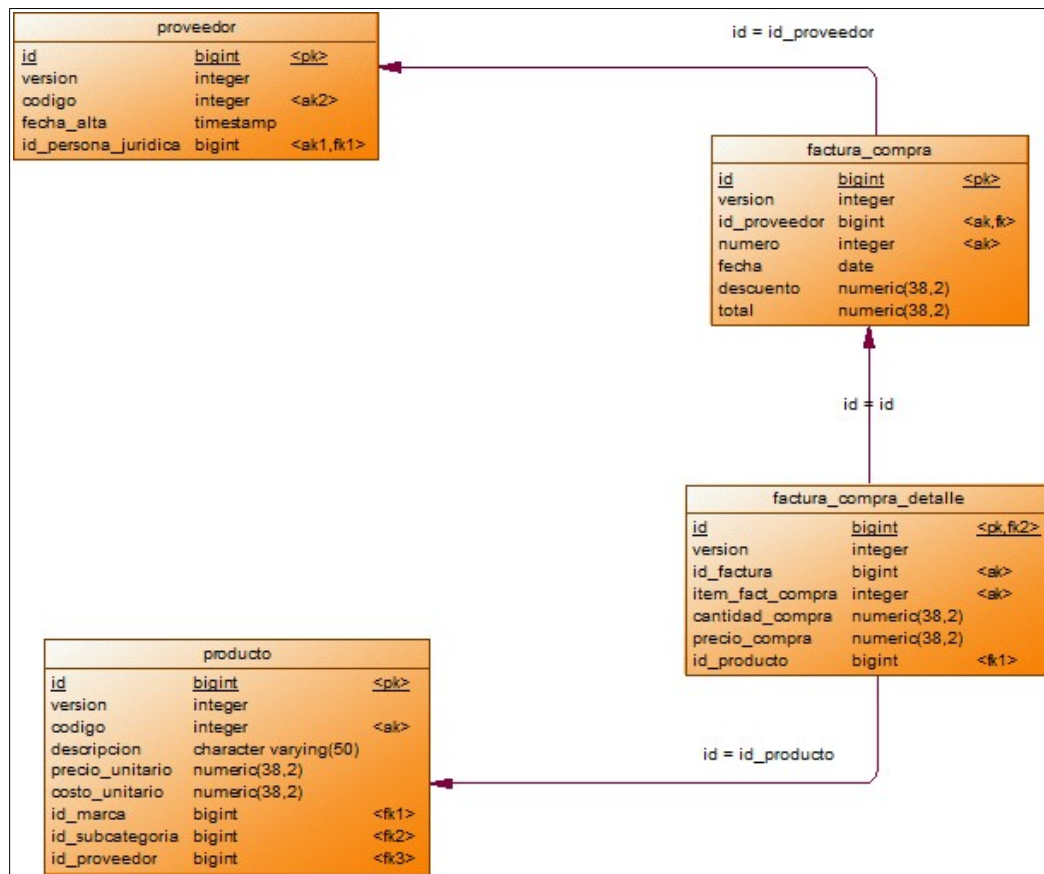 proveedor
id bigint <pk>
version integer
codigo integer <ak2>
fecha_alta timestamp
id_persona_juridica bigint <ak1,fk1>
id = id_proveedor
factura_compra
id bigint <pk>
version integer
id_proveedor bigint <ak,fk>
numero integer <ak>
fecha date
descuento numeric(38,2)
total numeric(38,2)
id = id
factura_compra_detalle
id bigint <pk,fk2>
version integer
id_factura bigint <ak>
item_fact_compra integer <ak>
cantidad_compra numeric(38,2)
precio_compra numeric(38,2)
id_producto bigint <fk1>
id = id_producto
producto
id bigint <pk>
version integer
codigo integer <ak>
descripcion character varying(50)
precio_unitario numeric(38,2)
costo_unitario numeric(38,2)
id_marca bigint <fk1>
id_subcategoria bigint <fk2>
id_proveedor bigint <fk3>